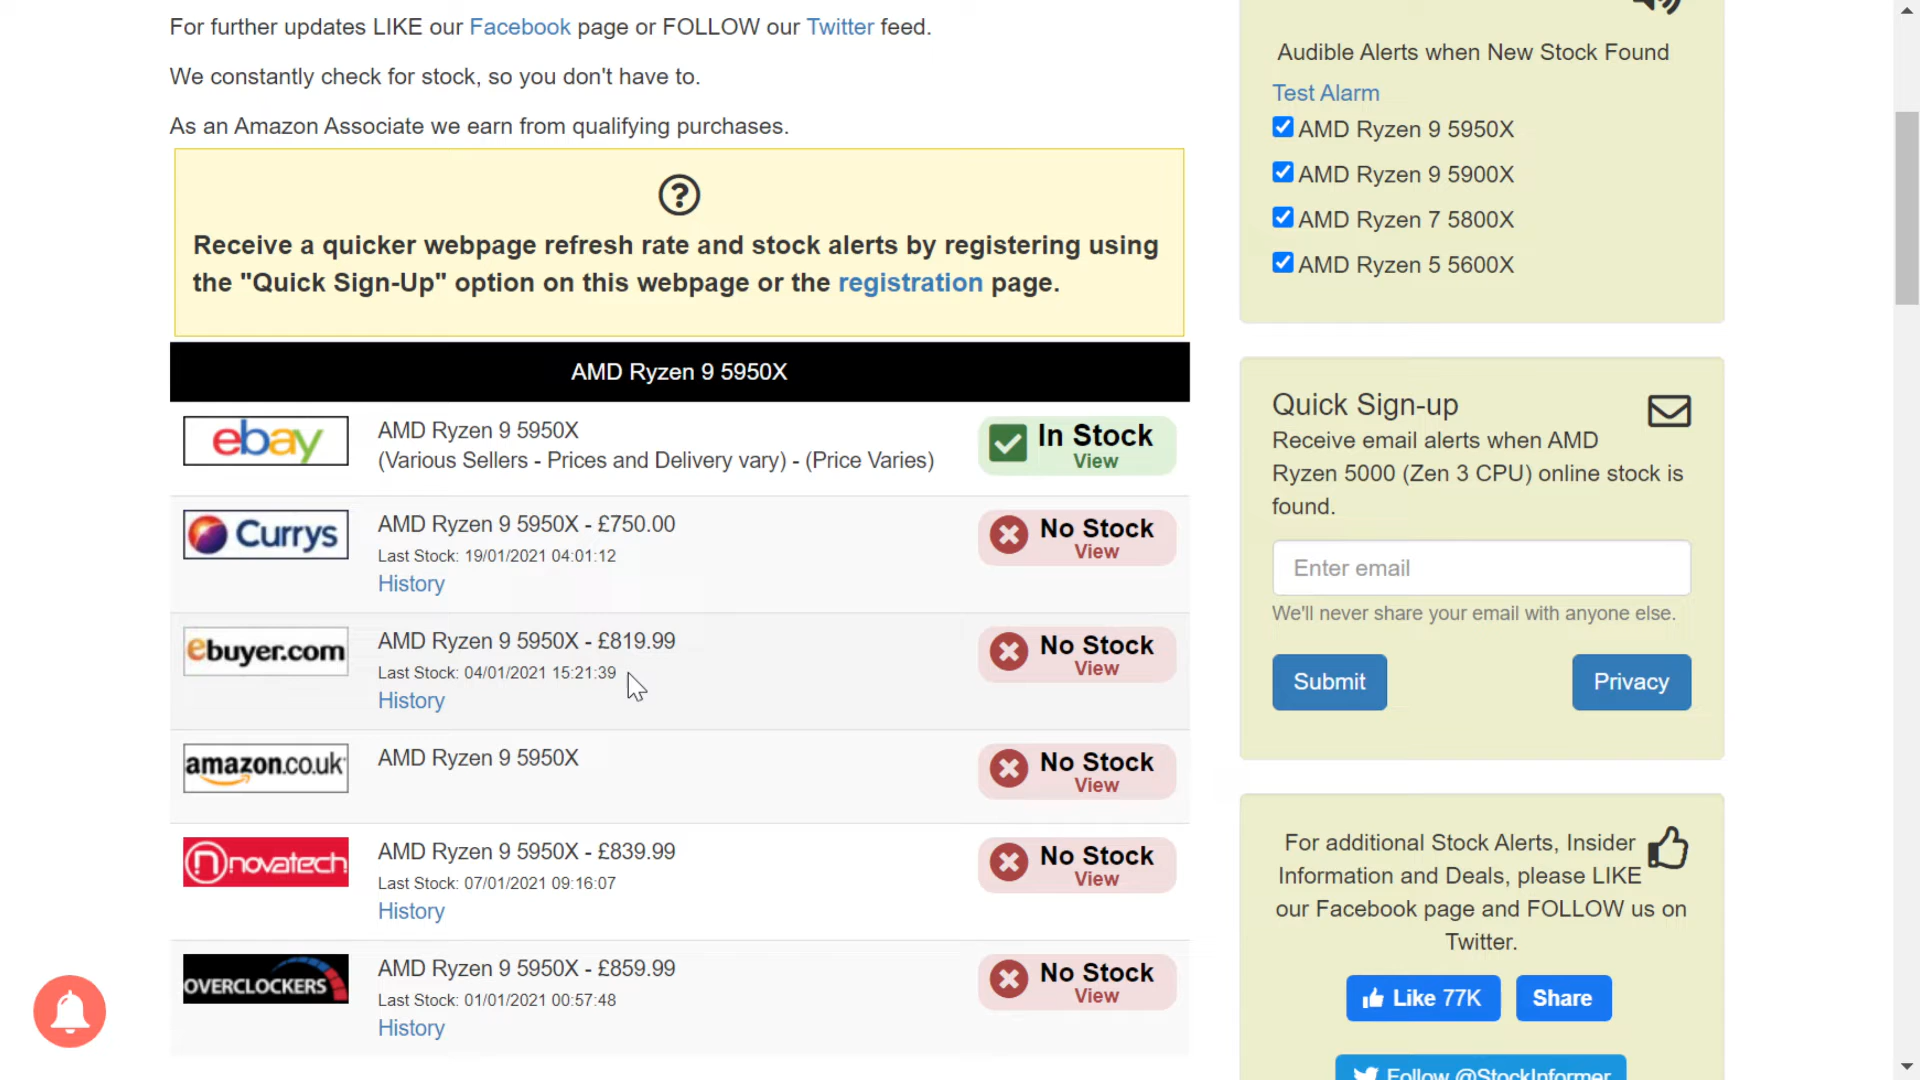 For further updates LIKE our Facebook page or FOLLOW our Twitter feed.
We constantly check for stock, so you don't have to.
As an Amazon Associate we earn from qualifying purchases.
Receive a quicker webpage refresh rate and stock alerts by registering using
the "Quick Sign-Up" option on this webpage or the registration page.
AMD Ryzen 9 5950X
ebay
AMD Ryzen 9 5950X
(Various Sellers - Prices and Delivery vary) - (Price Varies)
In Stock
View
Currys
AMD Ryzen 9 5950X - £750.00
Last Stock: 19/01/2021 04:01:12
History
No Stock
View
ebuyer.com
AMD Ryzen 9 5950X - £819.99
Last Stock: 04/01/2021 15:21:39
History
No Stock
View
amazon.co.uk
AMD Ryzen 9 5950X
No Stock
View
novatech
AMD Ryzen 9 5950X - £839.99
Last Stock: 07/01/2021 09:16:07
History
No Stock
View
OVERCLOCKERS
AMD Ryzen 9 5950X - £859.99
Last Stock: 01/01/2021 00:57:48
History
No Stock
View
Audible Alerts when New Stock Found
Test Alarm
AMD Ryzen 9 5950X
AMD Ryzen 9 5900X
AMD Ryzen 7 5800X
AMD Ryzen 5 5600X
Quick Sign-up
Receive email alerts when AMD
Ryzen 5000 (Zen 3 CPU) online stock is
found.
Enter email
We'll never share your email with anyone else.
Submit
Privacy
For additional Stock Alerts, Insider
Information and Deals, please LIKE
our Facebook page and FOLLOW us on
Twitter.
Like 77K
Share
Follow @StockInformer